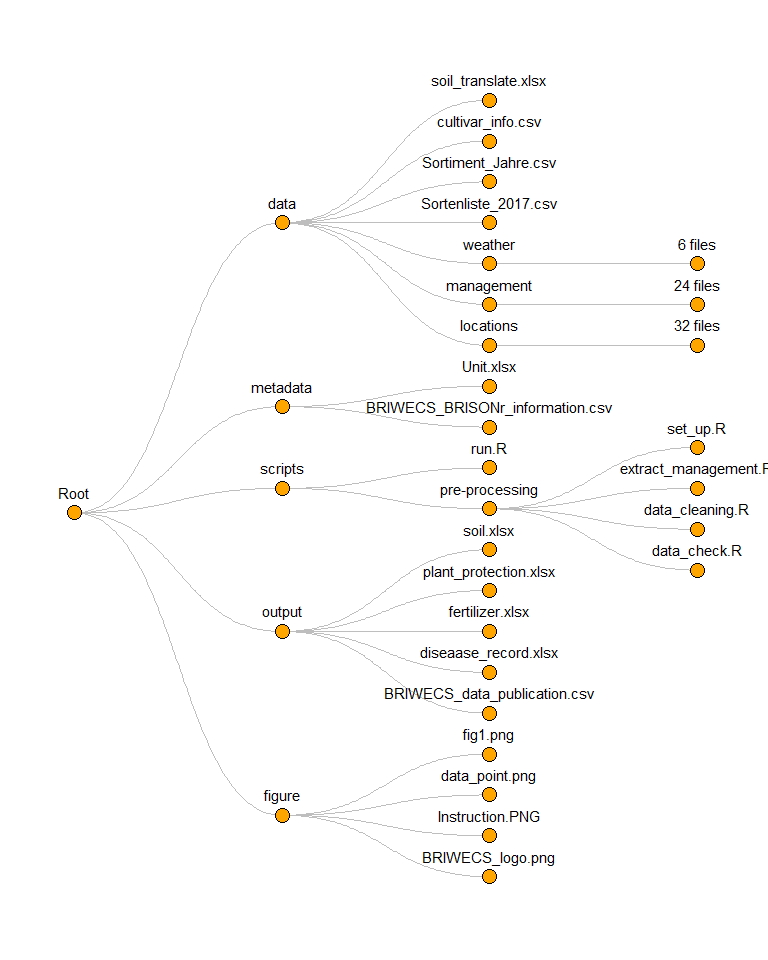 soil_translate.xlsx
cultivar_info.csv
Sortiment_Jahre.csv
data
Sortenliste_2017.csv
weather
6 files
management
24 files
locations
32 files
Unit.xlsx
metadata
BRIWECS_BRISONr_information.csv
set_up.R
run.R
scripts
extract_management.R
pre-processing
Root
data_cleaning.R
soil.xlsx
data_check.R
plant_protection.xlsx
output
fertilizer.xlsx
diseaase_record.xlsx
BRIWECS_data_publication.csv
fig1.png
data_point.png
figure
Instruction.PNG
BRIWECS_logo.png